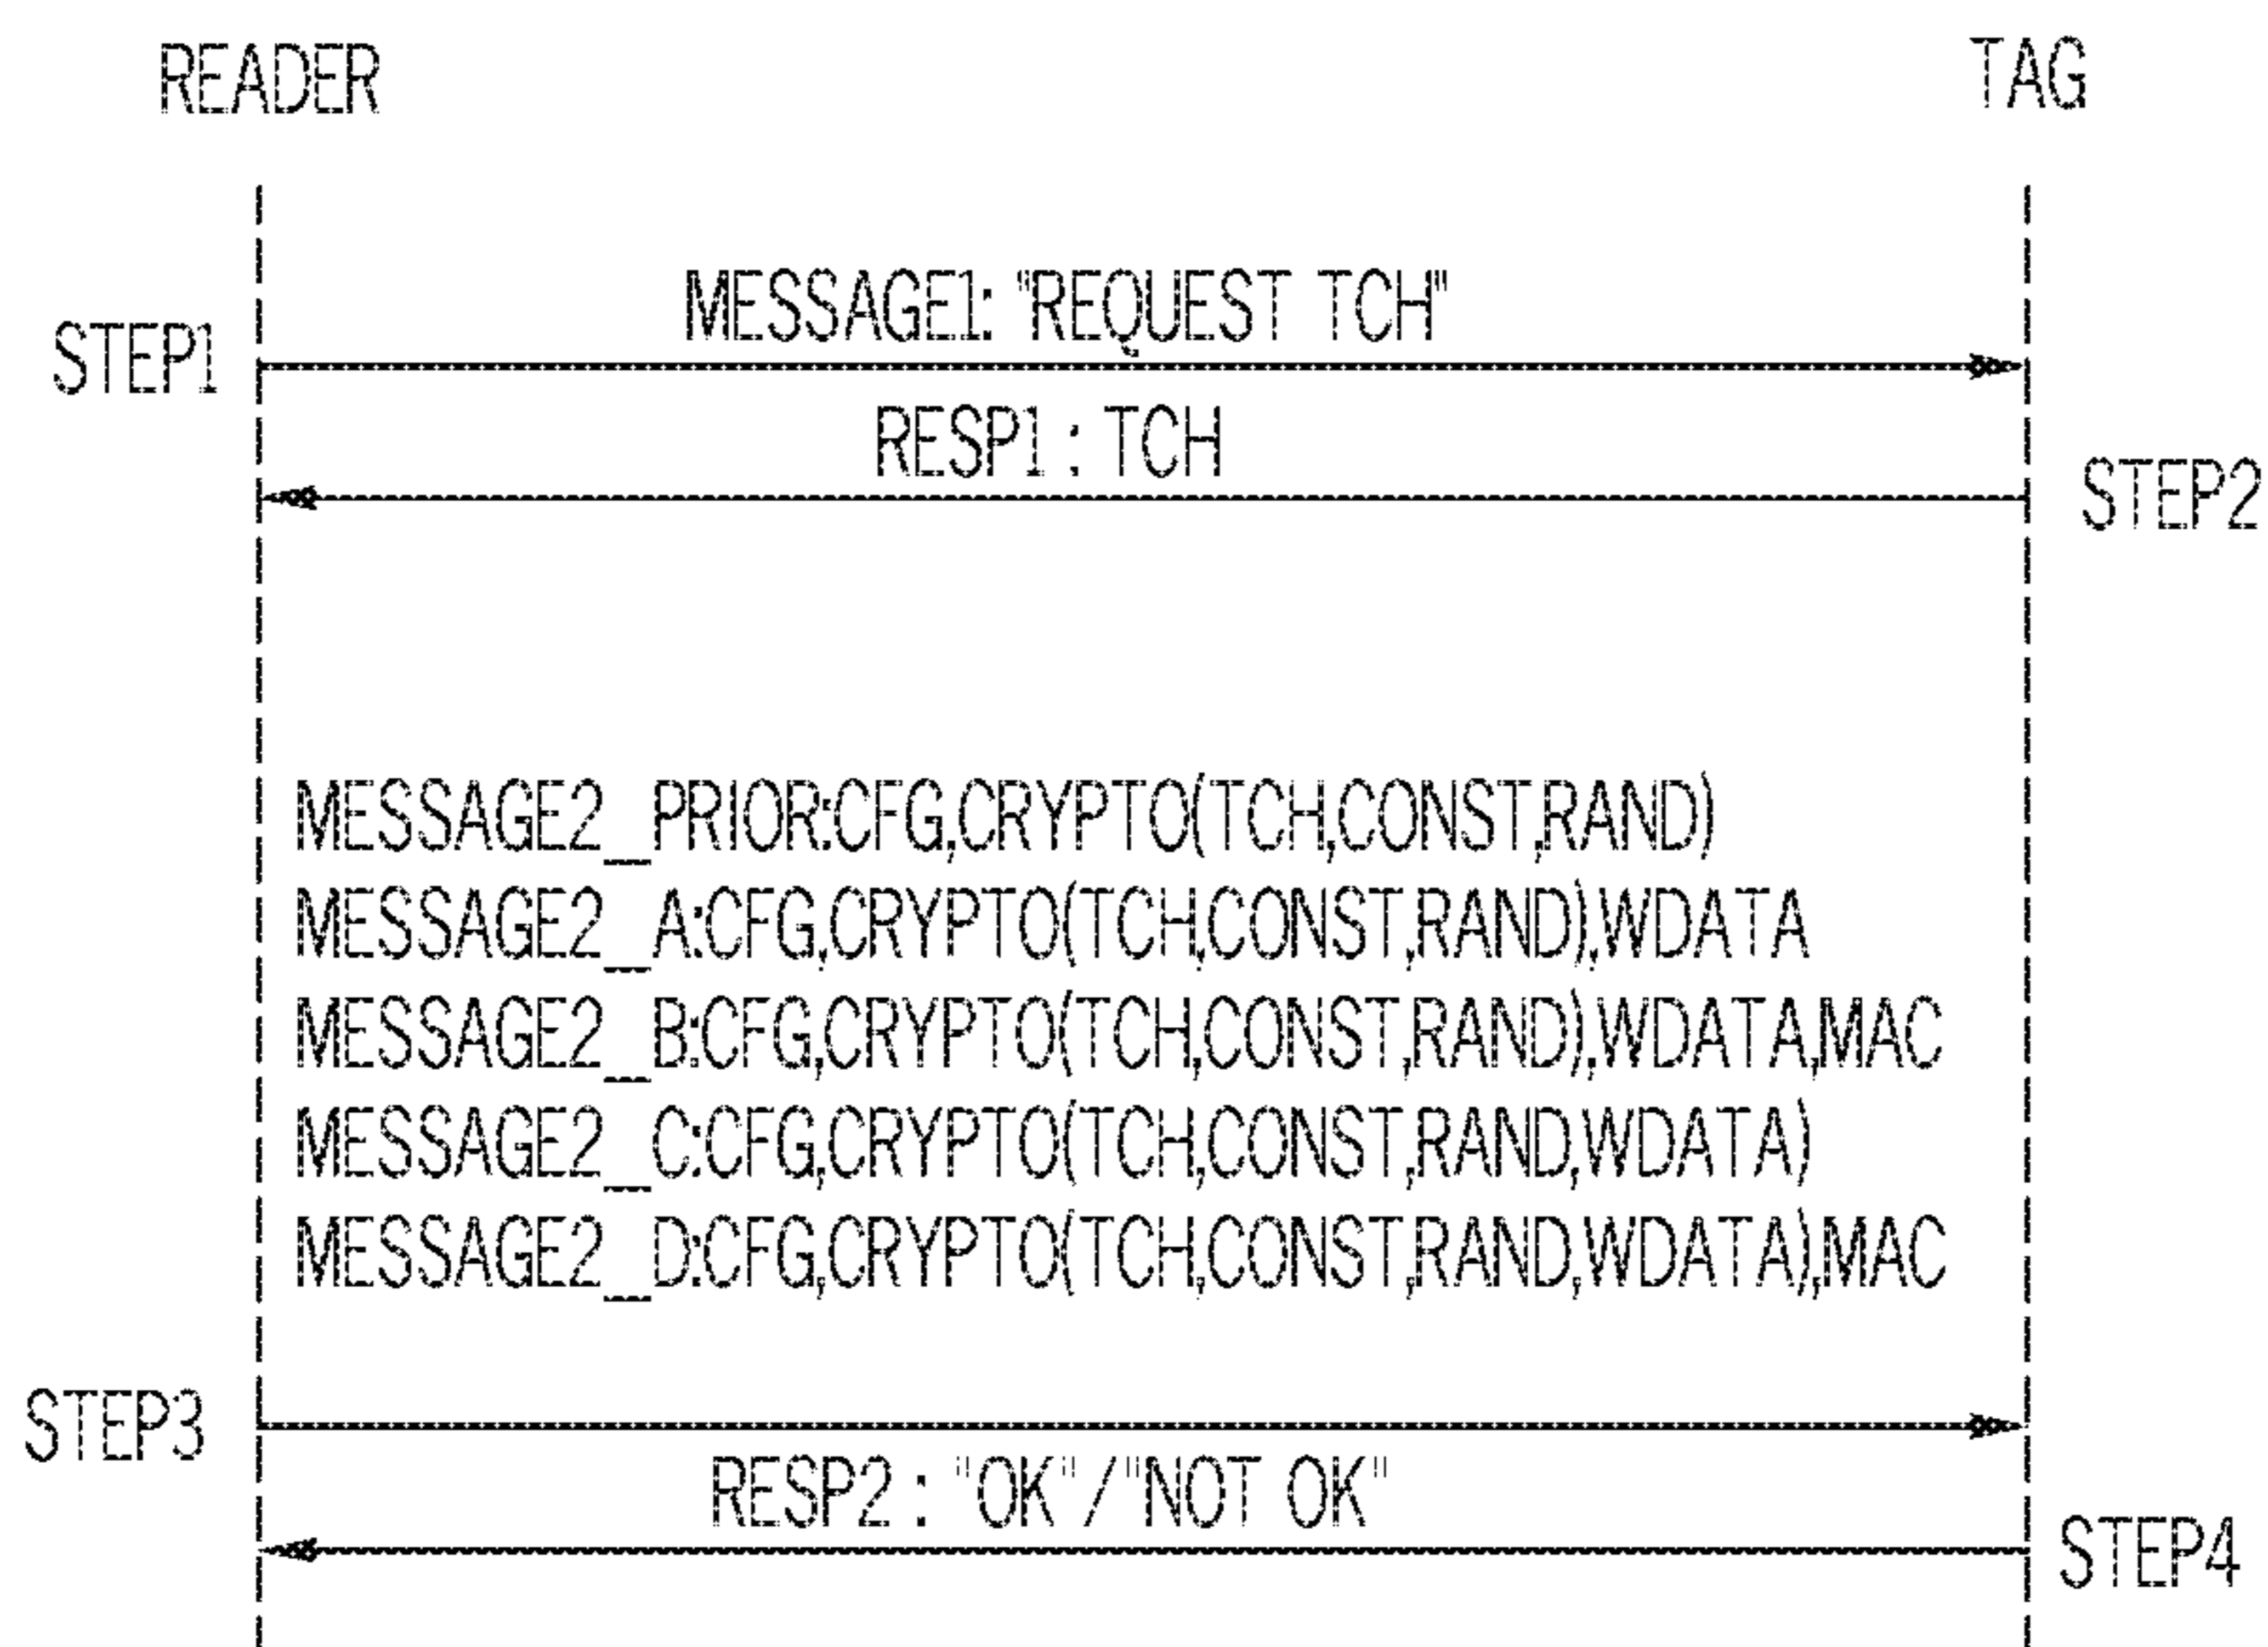 READER TAG
MESSAGE1: "REQUEST TCH"
STEP1
RESP1 : TCH
STEP2
MESSAGE2_PRIOR:CFG,CRYPTO(TCH,CONST,RAND)
MESSAGE2_A:CFG,CRYPTO(TCH,CONST,RAND),WDATA
MESSAGE2_B:CFG,CRYPTO(TCH,CONST,RAND),WDATA,MAC
MESSAGE2_C:CFG,CRYPTO(TCH,CONST,RAND,WDATA)
MESSAGE2_D:CFG,CRYPTO(TCH,CONST,RAND,WDATA),MAC
STEP3
RESP2 : "OK"/"NOT OK"
STEP4